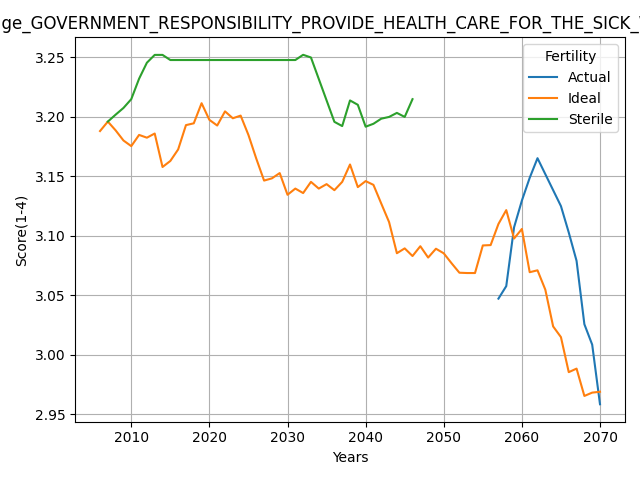 ge_GOVERNMENT_RESPONSIBILITY_PROVIDE_HEALTH_CARE_FOR_THE_SICK_
Fertility
Actual
Ideal
Sterile
3.25
3.20
3.15
3.10
3.05
3.00
2.95
Score(1-4)
2010 2020 2030 2040 2050 2060 2070
Years